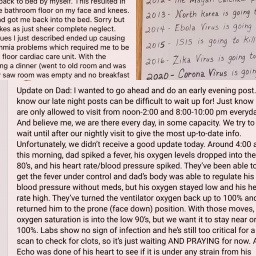 back to bed by myself. This resulted in
e bathroom floor on my face and knees.
nd got me back into the bed. Sorry but
kes as just sheer complete neglect.
ues I just described ended up causing
nmia problems which required me to be
floor cardiac care unit. With the
ng a dinner (went to old room and was
saw room was empty and no breakfast
2013 - North Korea is going t
2014 - Ebola Virus is going
2015 - ISIS is going to kill
2016 - Zika Virus is going to
2020 - Corona Virus is going
Update on Dad: I wanted to go ahead and do an early evening post.
know our late night posts can be difficult to wait up for! Just know
are only allowed to visit from noon-2:00 and 8:00-10:00 pm everyda
And believe me, we are there every day, in some capacity. We try to
wait until after our nightly visit to give the most up-to-date info.
Unfortunately, we didn't receive a good update today. Around 4:00 a
this morning, dad spiked a fever, his oxygen levels dropped into the
80's, and his heart rate/blood pressure spiked. They've been able to
get the fever under control and dad's body was able to regulate his
blood pressure without meds, but his oxygen stayed low and his he
rate high. They've turned the ventilator oxygen back up to 100% and
returned him to the prone (face down) position. With those moves,
oxygen saturation is into the low 90's, but we want it to stay near or
100%. Labs show no sign of infection and he's still too critical for a
scan to check for clots, so it's just waiting AND PRAYING for now. A
Echo was done of his heart to see if it is under any strain from his